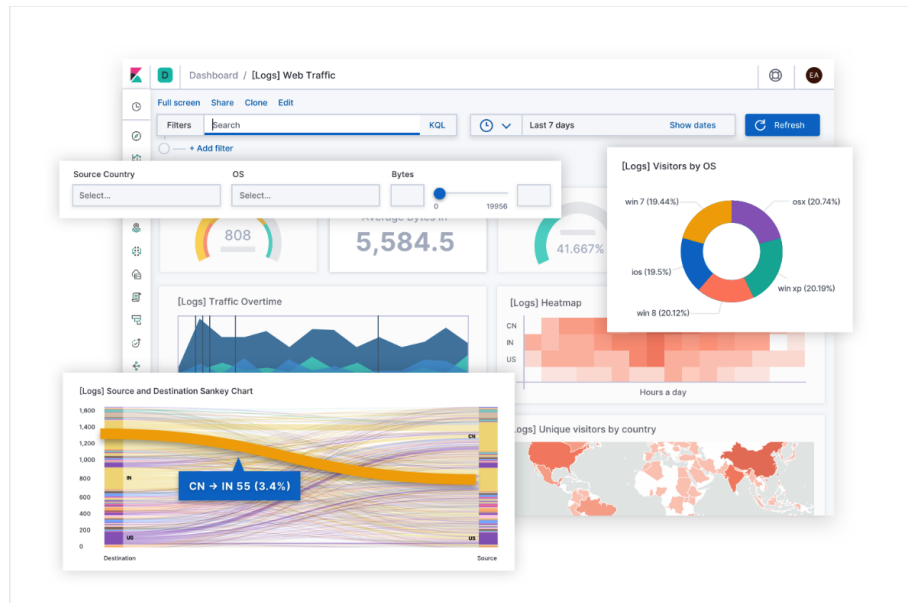 D Dashboard / [Logs] Web Traffic EA
Full screen Share Clone Edit
Filters Search KQL Last 7 days Show dates Refresh
+ Add filter
Source Country OS Bytes
Select... Select...
0 19956
[Logs] Visitors by OS
win 7 (19.44%) osx (20.74%)
ios (19.5%)
win xp (20.19%)
win 8 (20.12%)
808
Average Bytes In
5,584.5
41.667%
[Logs] Traffic Overtime
[Logs] Heatmap
CN
IN
US
Hours a day
[Logs] Source and Destination Sankey Chart
1,600
1,400
1,200
1,000
800
600
400
200
0
CN
IN
CN → IN 55 (3.4%)
UG
US
Destination Source
Logs] Unique visitors by country